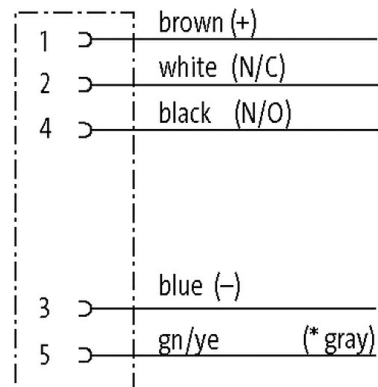 1 brown (+)
2 white (N/C)
4 black (N/O)
3 blue (–)
5 gn/ye (* gray)